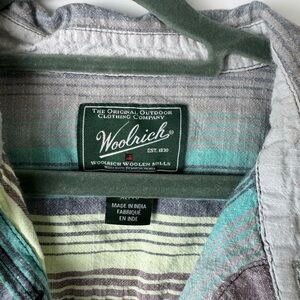 THE ORIGINAL OUTDOOR
CLOTHING COMPANY
Woolrich®
EST. 1830
WOOLRICH WOOLEN MILLS
MADE IN INDIA
FABRIQUÉ
EN INDE